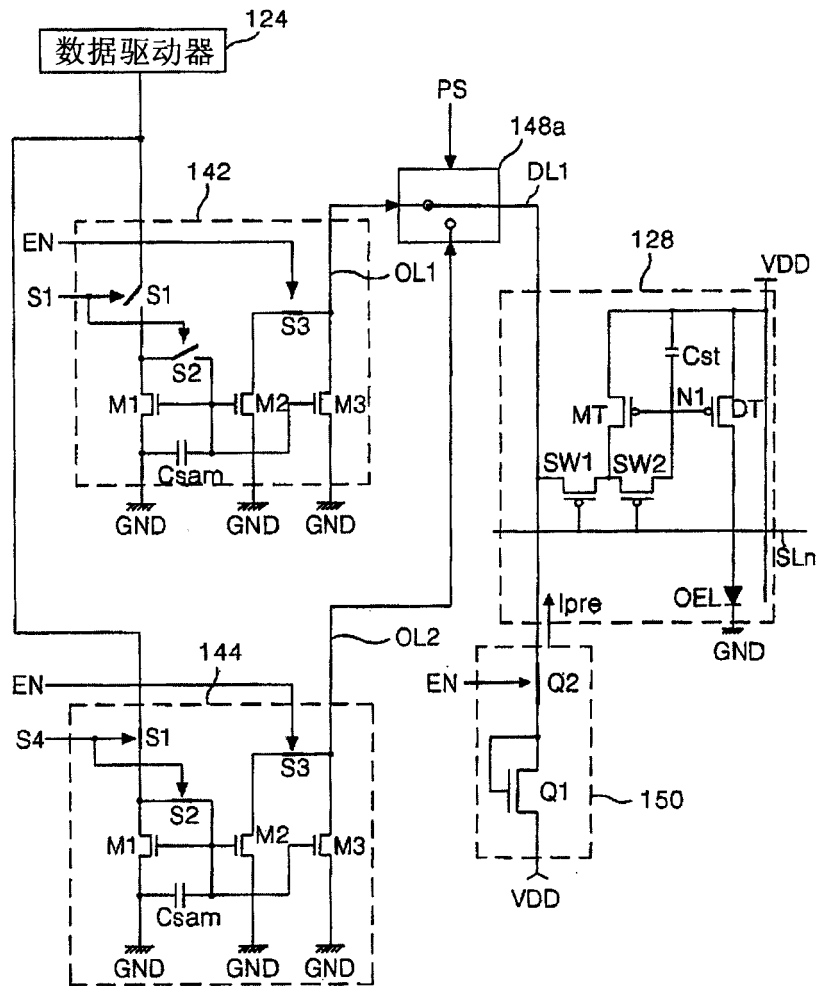 数据驱动器
124
PS
148a
DL1
142
EN
S1
S1
S2
S3
OL1
M1
M2
M3
Csam
GND
GND
GND
128
VDD
Cst
MT
N1
DT
SW1
SW2
SLn
OEL
GND
Ipre
OL2
144
EN
S4
S1
S2
S3
M1
M2
M3
Csam
GND
GND
GND
EN
Q2
Q1
150
VDD